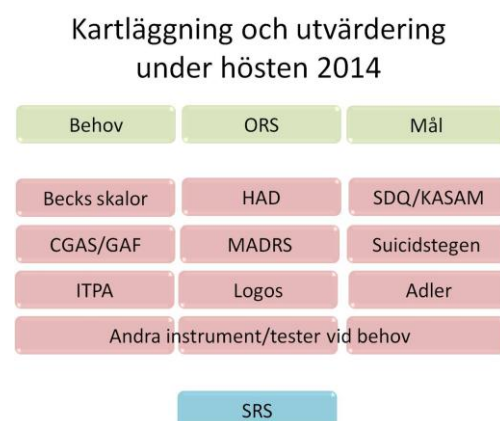 Kartläggning och utvärdering
under hösten 2014
Behov ORS Mål
Becks skalor HAD SDQ/KASAM
CGAS/GAF MADRS Suicidstegen
ITPA Logos Adler
Andra instrument/tester vid behov
SRS